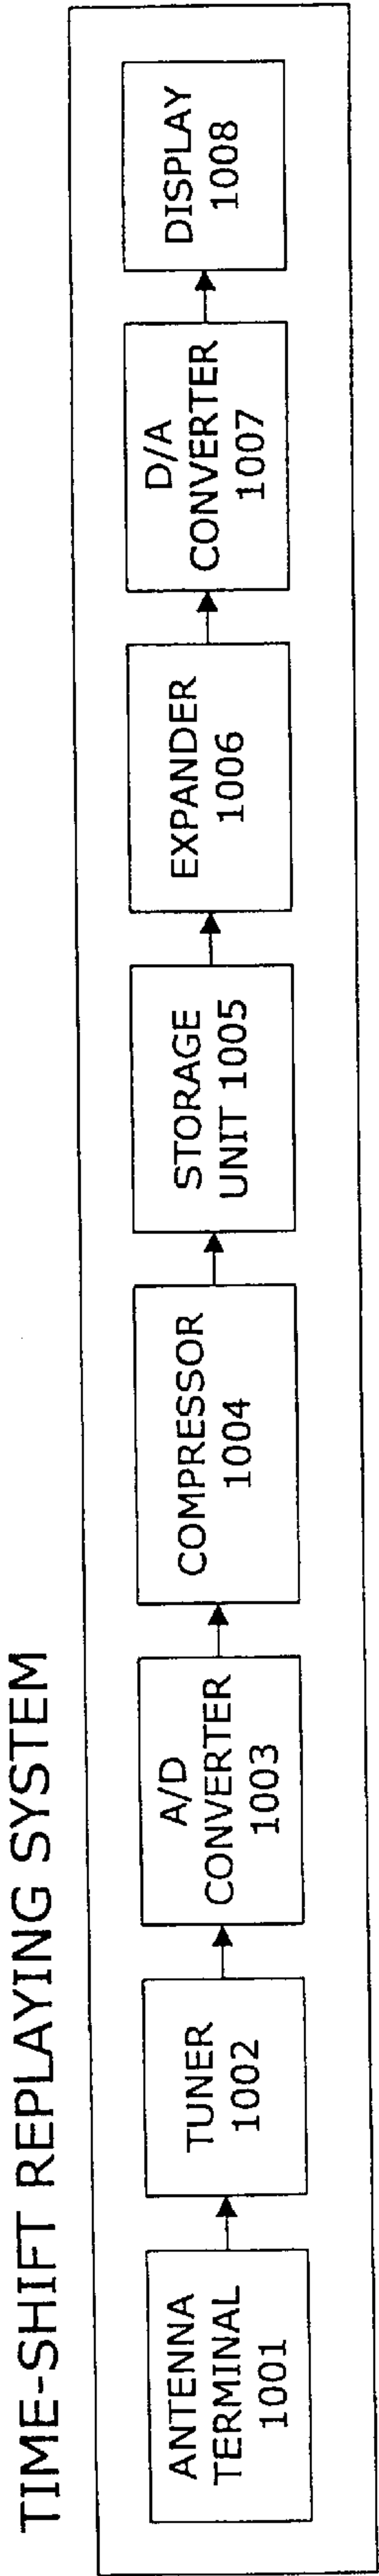 TIME-SHIFT REPLAYING SYSTEM
ANTENNA
TERMINAL
1001
TUNER
1002
A/D
CONVERTER
1003
COMPRESSOR
1004
STORAGE
UNIT 1005
EXPANDER
1006
D/A
CONVERTER
1007
DISPLAY
1008